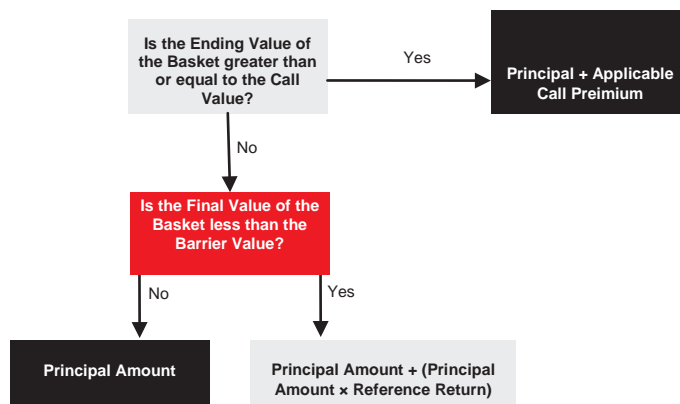 Is the Ending Value of
the Basket greater than
or equal to the Call
Value?
Yes
Principal + Applicable
Call Preimium
No
Is the Final Value of the
Basket less than the
Barrier Value?
No
Yes
Principal Amount
Principal Amount + (Principal
Amount × Reference Return)